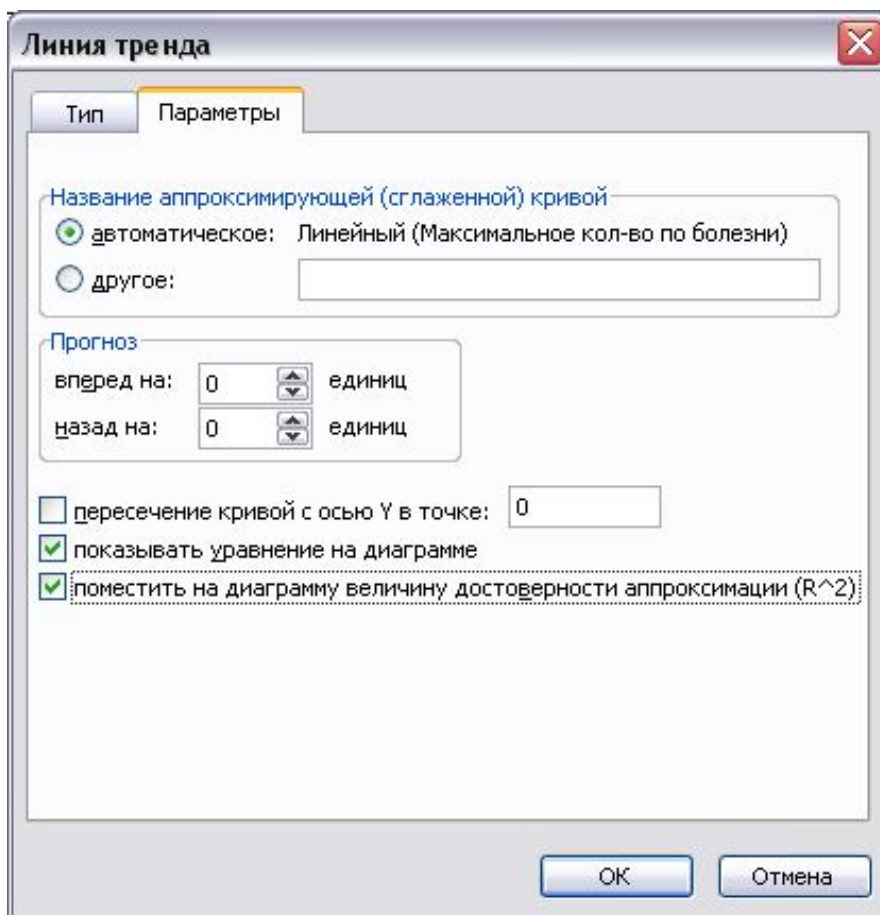 Линия тренда
Тип Параметры
Название аппроксимирующей (сглаженной) кривой
автоматическое: Линейный (Максимальное кол-во по болезни)
другое:
Прогноз
вперед на: 0 единиц
назад на: 0 единиц
пересечение кривой с осью Y в точке: 0
показывать уравнение на диаграмме
поместить на диаграмму величину достоверности аппроксимации (R^2)
ОК Отмена